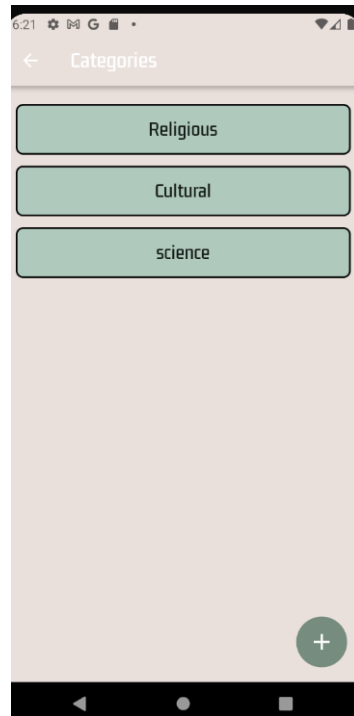 6:21 G
Categories
Religious
Cultural
science
+